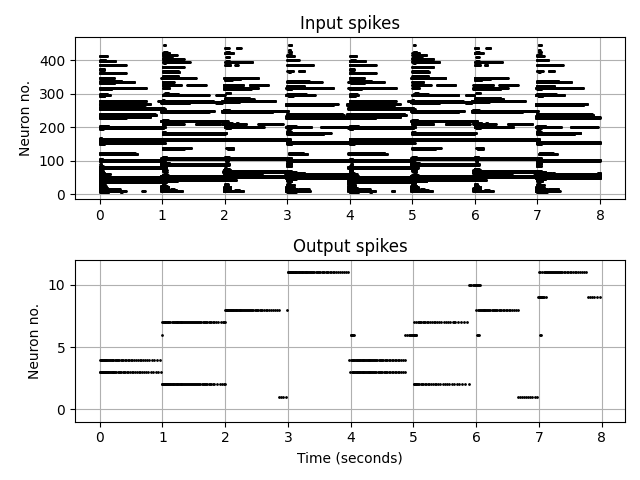 Input spikes
400
300
200
100
0
Neuron no.
0 1 2 3 4 5 6 7 8
Output spikes
10
5
0
Neuron no.
0 1 2 3 4 5 6 7 8
Time (seconds)